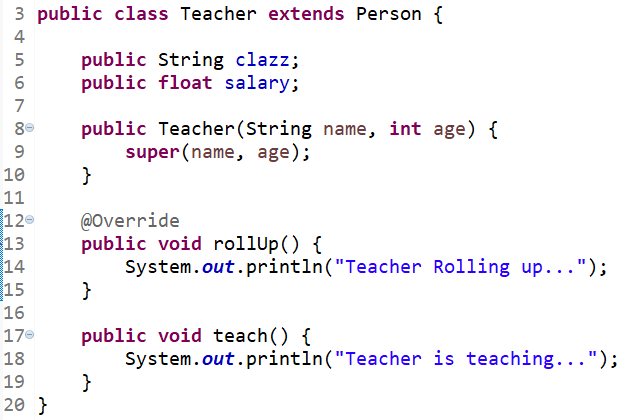 3 public class Teacher extends Person {
4
5     public String clazz;
6     public float salary;
7
8     public Teacher(String name, int age) {
9         super(name, age);
10     }
11
12     @Override
13     public void rollUp() {
14         System.out.println("Teacher Rolling up...");
15     }
16
17     public void teach() {
18         System.out.println("Teacher is teaching...");
19     }
20 }